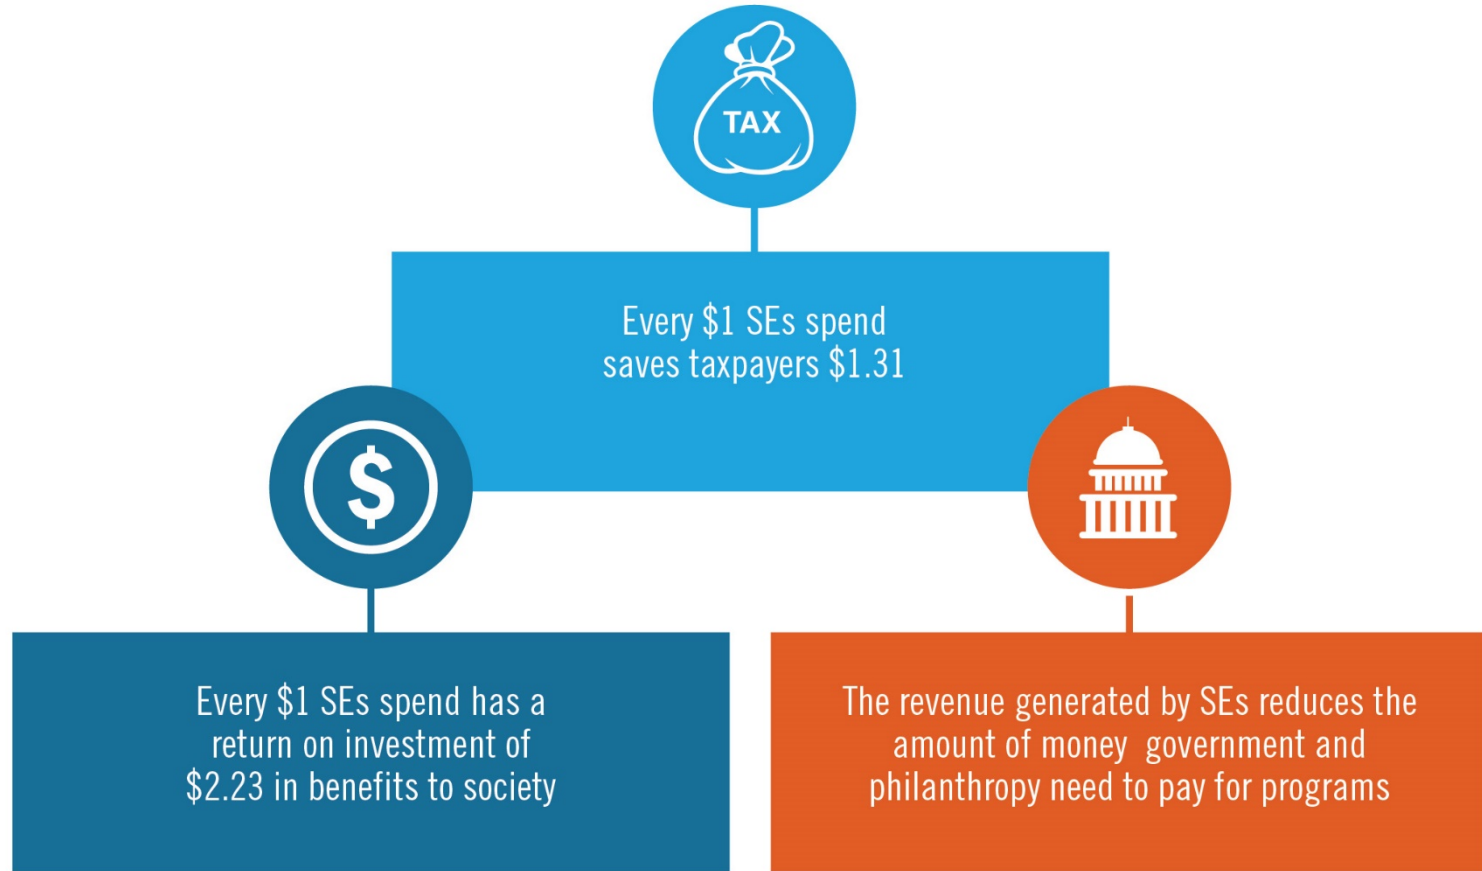 TAX
Every $1 SEs spend
saves taxpayers $1.31
$
Every $1 SEs spend has a
return on investment of
$2.23 in benefits to society
The revenue generated by SEs reduces the
amount of money  government and
philanthropy need to pay for programs